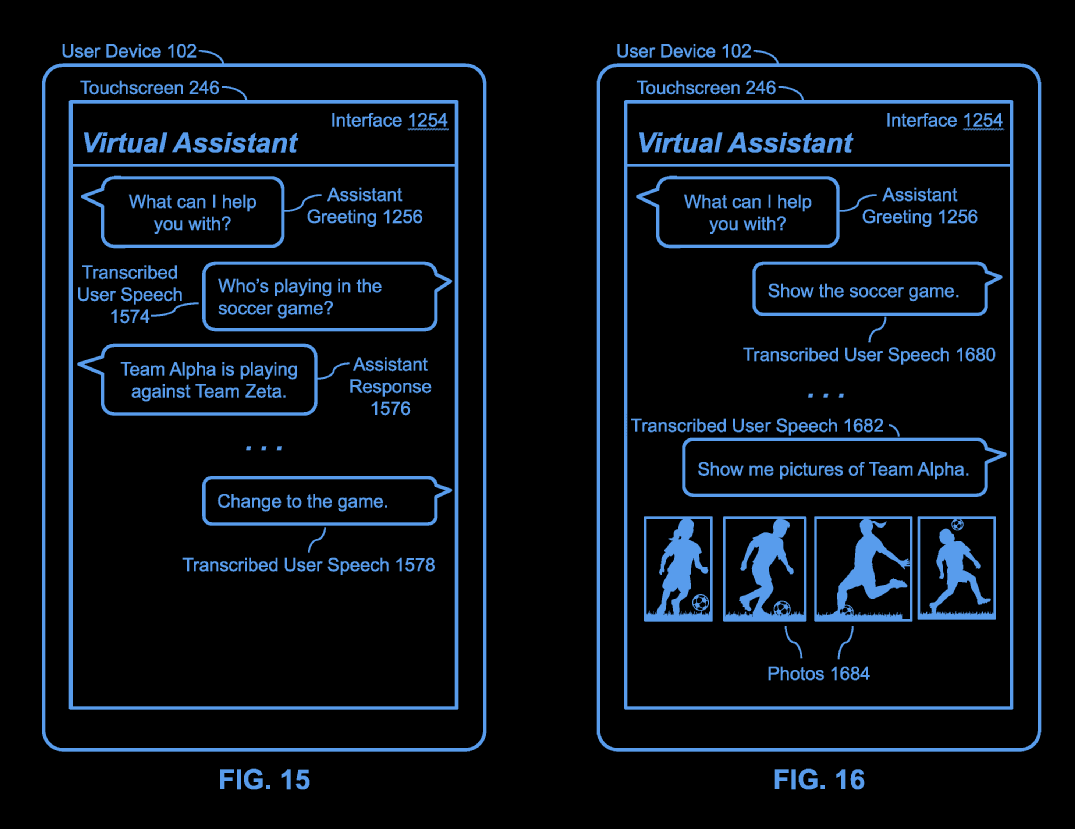 User Device 102
Touchscreen 246
Interface 1254
Virtual Assistant
What can I help
you with?
Assistant
Greeting 1256
Transcribed
User Speech
1574
Who's playing in the
soccer game?
Team Alpha is playing
against Team Zeta.
Assistant
Response
1576
. . .
Change to the game.
Transcribed User Speech 1578
FIG. 15
User Device 102
Touchscreen 246
Interface 1254
Virtual Assistant
What can I help
you with?
Assistant
Greeting 1256
Show the soccer game.
Transcribed User Speech 1680
. . .
Transcribed User Speech 1682
Show me pictures of Team Alpha.
Photos 1684
FIG. 16